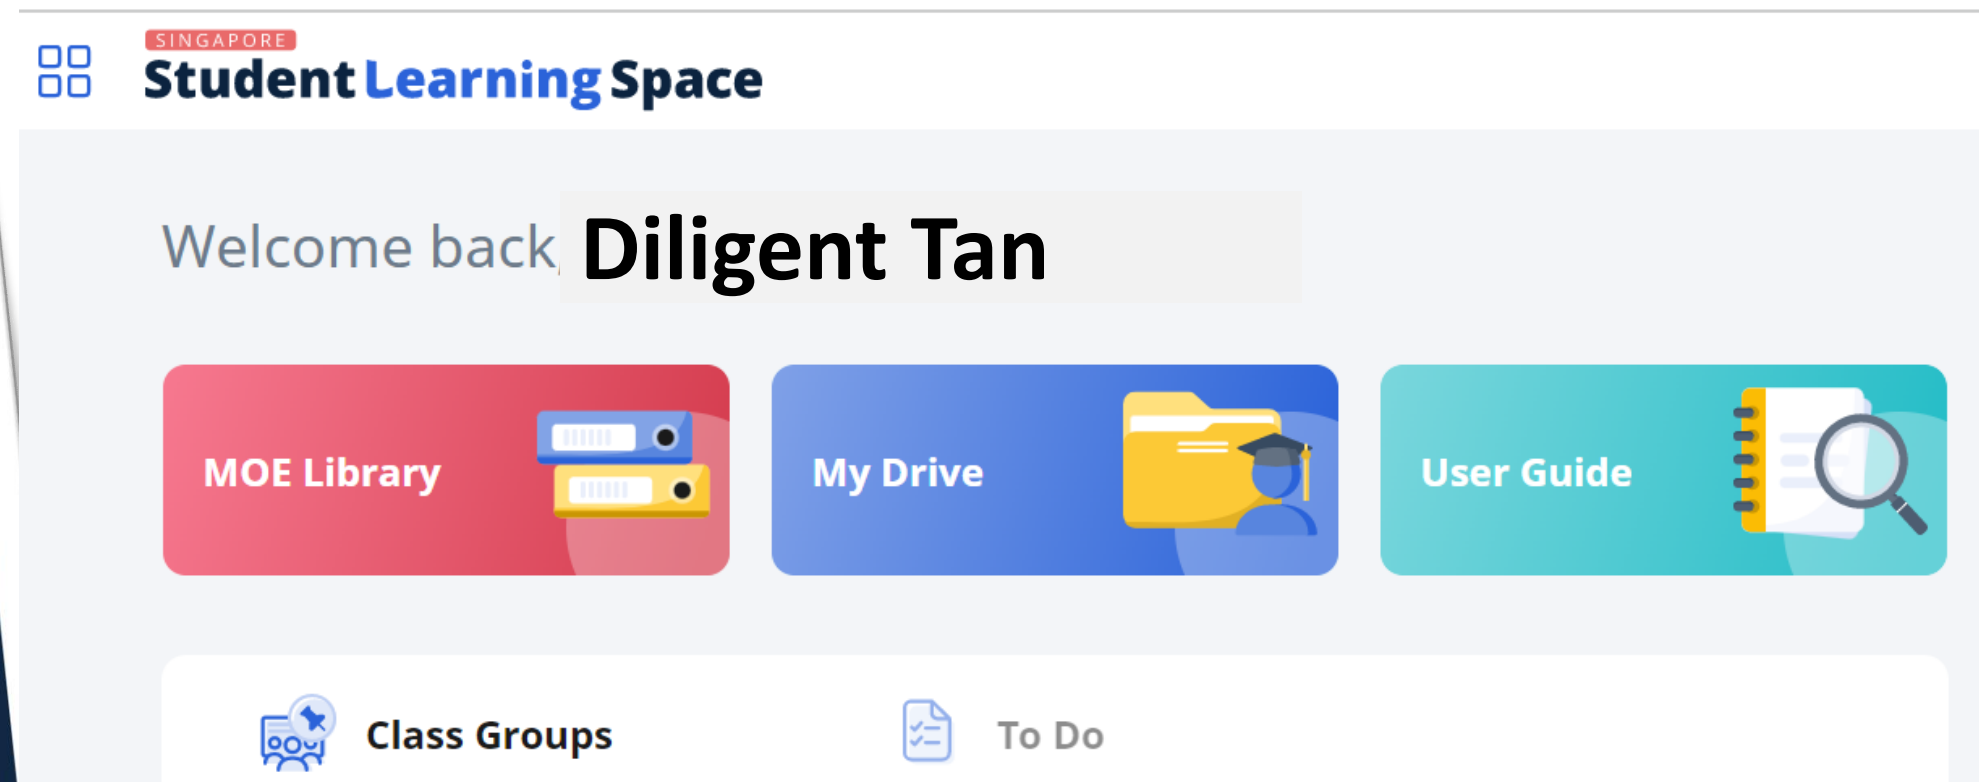 SINGAPORE
Student Learning Space
Welcome back, Diligent Tan
MOE Library
My Drive
User Guide
Class Groups
To Do